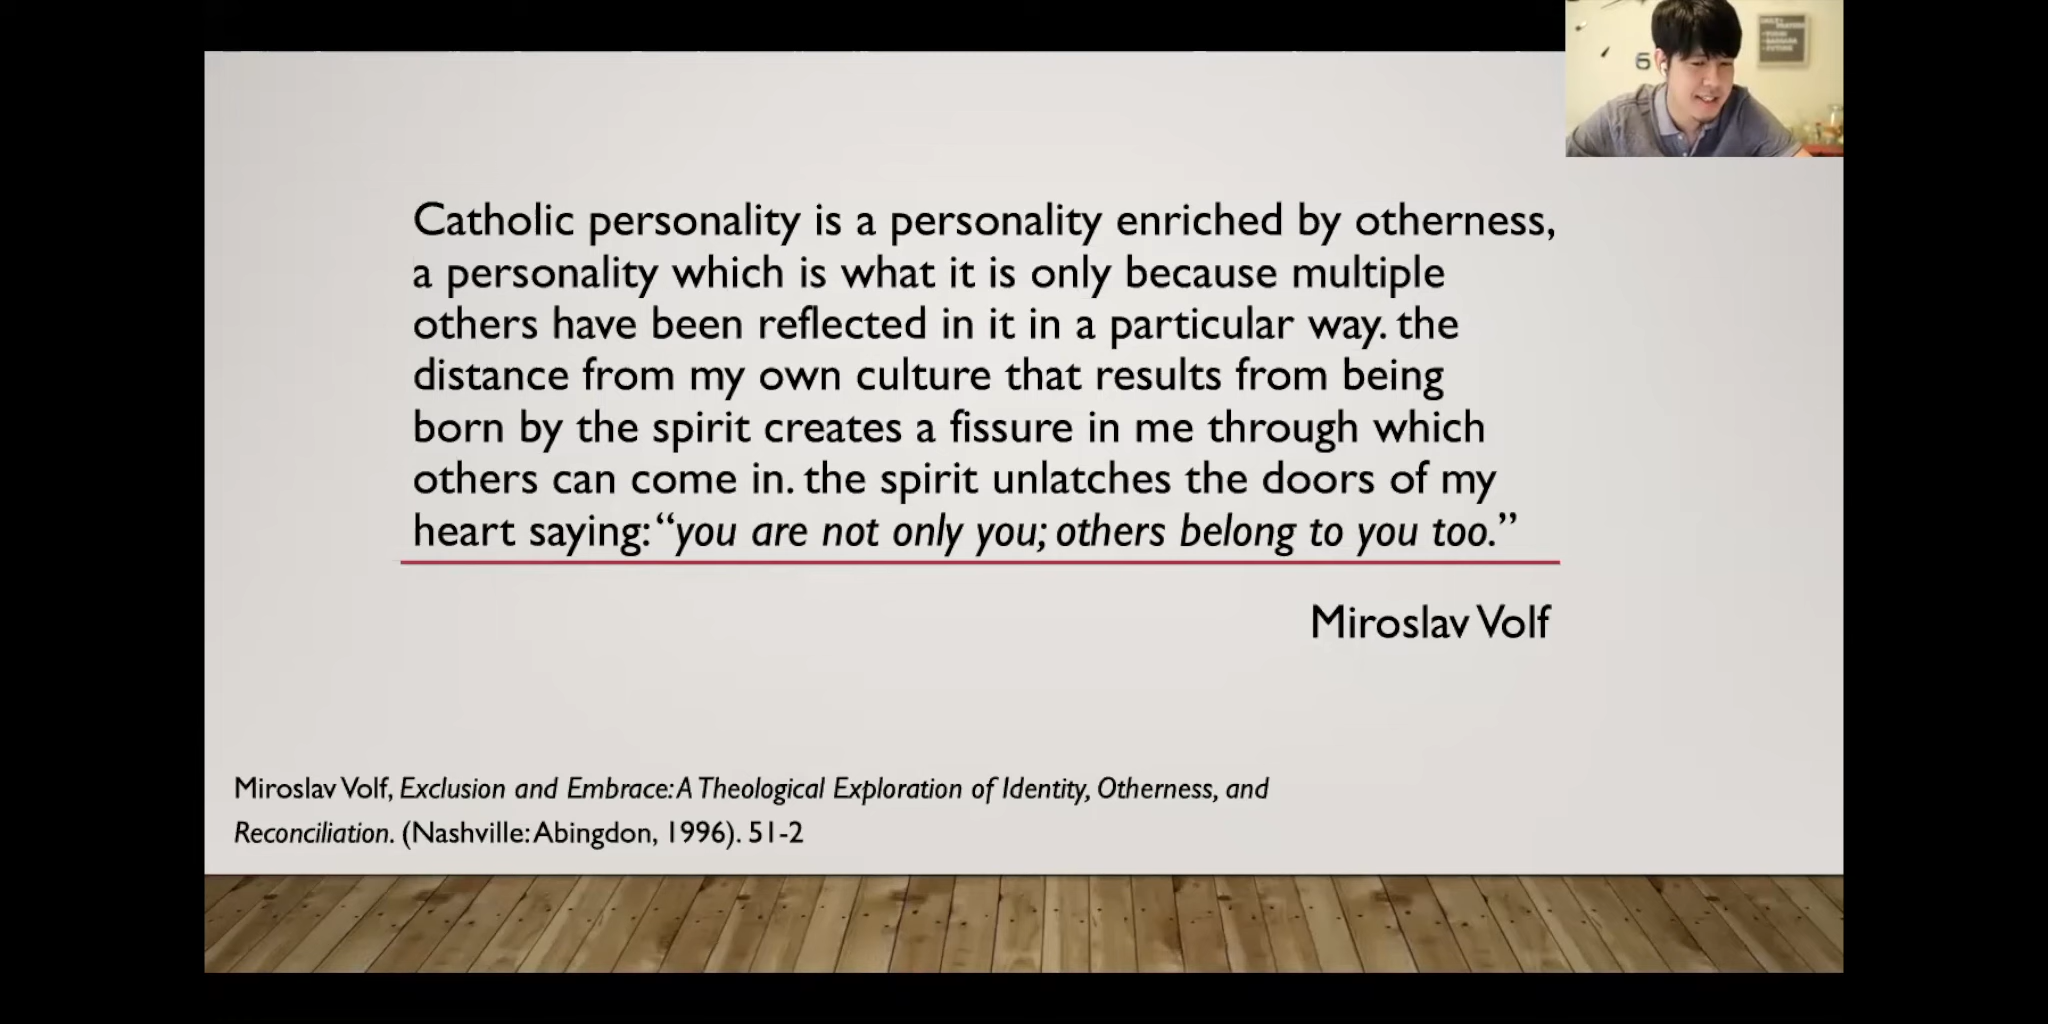 Catholic personality is a personality enriched by otherness,
a personality which is what it is only because multiple
others have been reflected in it in a particular way. the
distance from my own culture that results from being
born by the spirit creates a fissure in me through which
others can come in. the spirit unlatches the doors of my
heart saying: “you are not only you; others belong to you too.”
Miroslav Volf
Miroslav Volf, Exclusion and Embrace: A Theological Exploration of Identity, Otherness, and
Reconciliation. (Nashville: Abingdon, 1996). 51-2
6